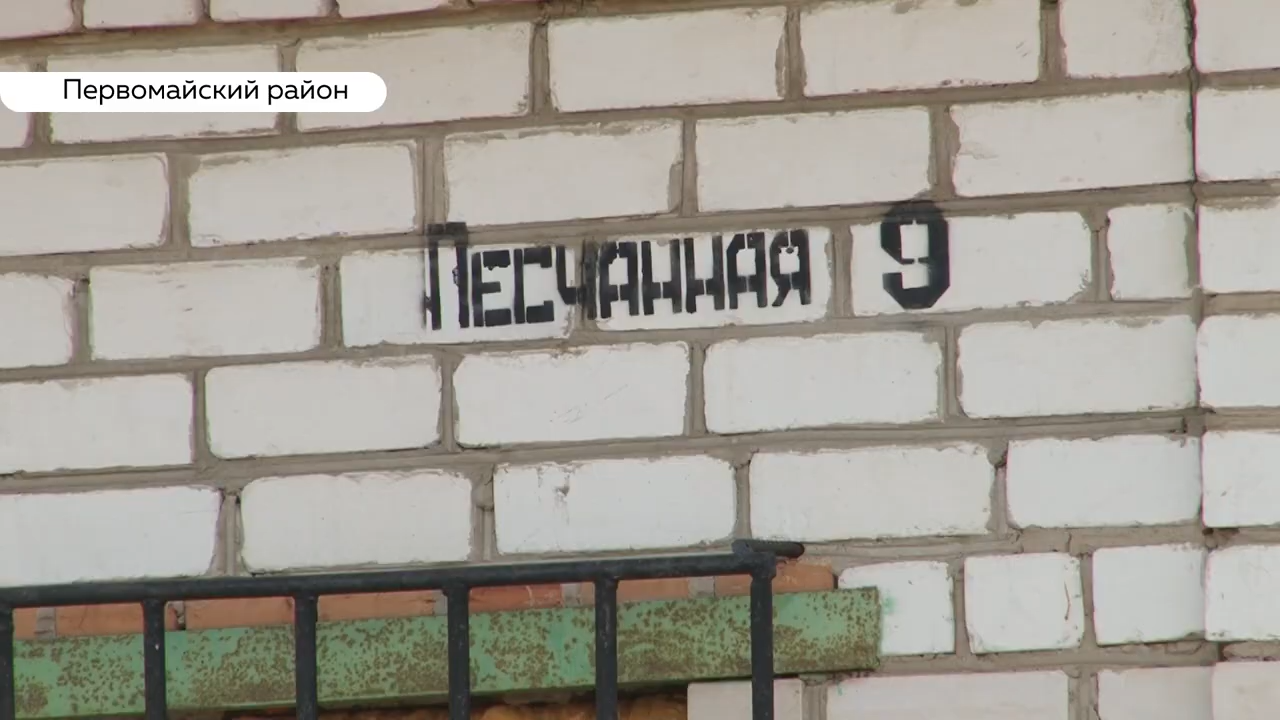 Первомайский район
Песчанная 9